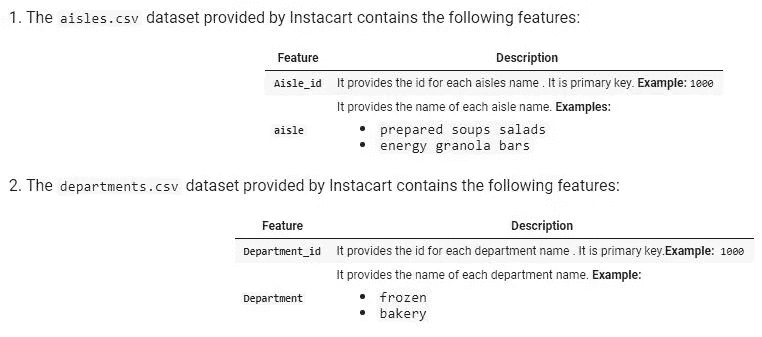 1. The aisles.csv dataset provided by Instacart contains the following features:
Feature Description
Aisle_id It provides the id for each aisles name . It is primary key. Example: 1000
It provides the name of each aisle name. Examples:
aisle
• prepared soups salads
• energy granola bars
2. The departments.csv dataset provided by Instacart contains the following features:
Feature Description
Department_id It provides the id for each department name . It is primary key.Example: 1000
It provides the name of each department name. Example:
Department
• frozen
• bakery